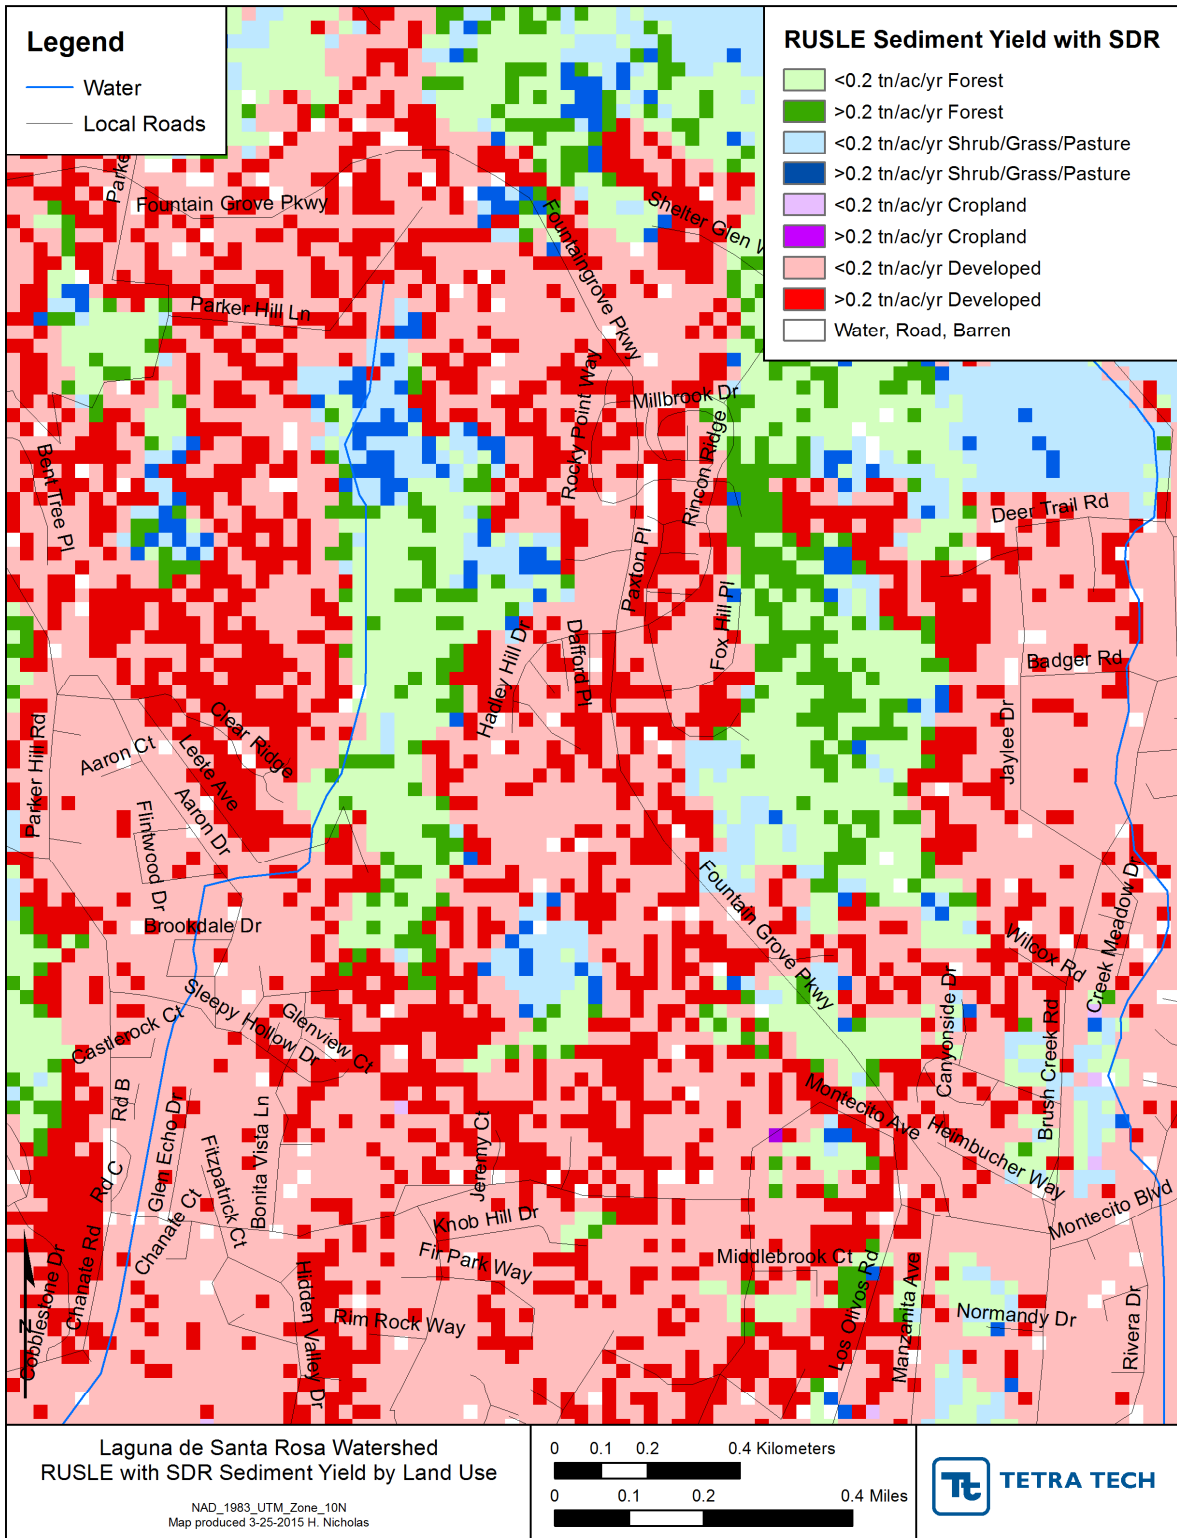 Legend
Water
Local Roads
RUSLE Sediment Yield with SDR
<0.2 tn/ac/yr Forest
>0.2 tn/ac/yr Forest
<0.2 tn/ac/yr Shrub/Grass/Pasture
>0.2 tn/ac/yr Shrub/Grass/Pasture
<0.2 tn/ac/yr Cropland
>0.2 tn/ac/yr Cropland
<0.2 tn/ac/yr Developed
>0.2 tn/ac/yr Developed
Water, Road, Barren
Parke
Fountain Grove Pkwy
Shelter Glen W
Fountaingrove Pkwy
Parker Hill Ln
Rocky Point Way
Millbrook Dr
Rincon Ridge
Bent Tree Pl
Deer Trail Rd
Paxton Pl
Fox Hill Pl
Hadley Hill Dr
Dafford Pl
Badger Rd
Parker Hill Rd
Aaron Ct
Clear Ridge
Leete Ave
Aaron Dr
Flintwood Dr
Jaylee Dr
Brookdale Dr
Fountain Grove Pkwy
Wilcox Rd
Creek Meadow Dr
Castlerock Ct
Sleepy Hollow Dr
Glenview Ct
Canyonside Dr
Brush Creek Rd
Rd B
Glen Echo Dr
Bonita Vista Ln
Montecito Ave
Heimbucher Way
Rd C
Fitzpatrick Ct
Jeremy Ct
Chanate Ct
Knob Hill Dr
Montecito Blvd
Cobblestone Dr
Chanate Rd
Fir Park Way
Middlebrook Ct
Hidden Valley Dr
Rim Rock Way
Los Olivos Rd
Manzanita Ave
Normandy Dr
Rivera Dr
N
Laguna de Santa Rosa Watershed
RUSLE with SDR Sediment Yield by Land Use
NAD_1983_UTM_Zone_10N
Map produced 3-25-2015 H. Nicholas
0 0.1 0.2 0.4 Kilometers
0 0.1 0.2 0.4 Miles
Tt TETRA TECH